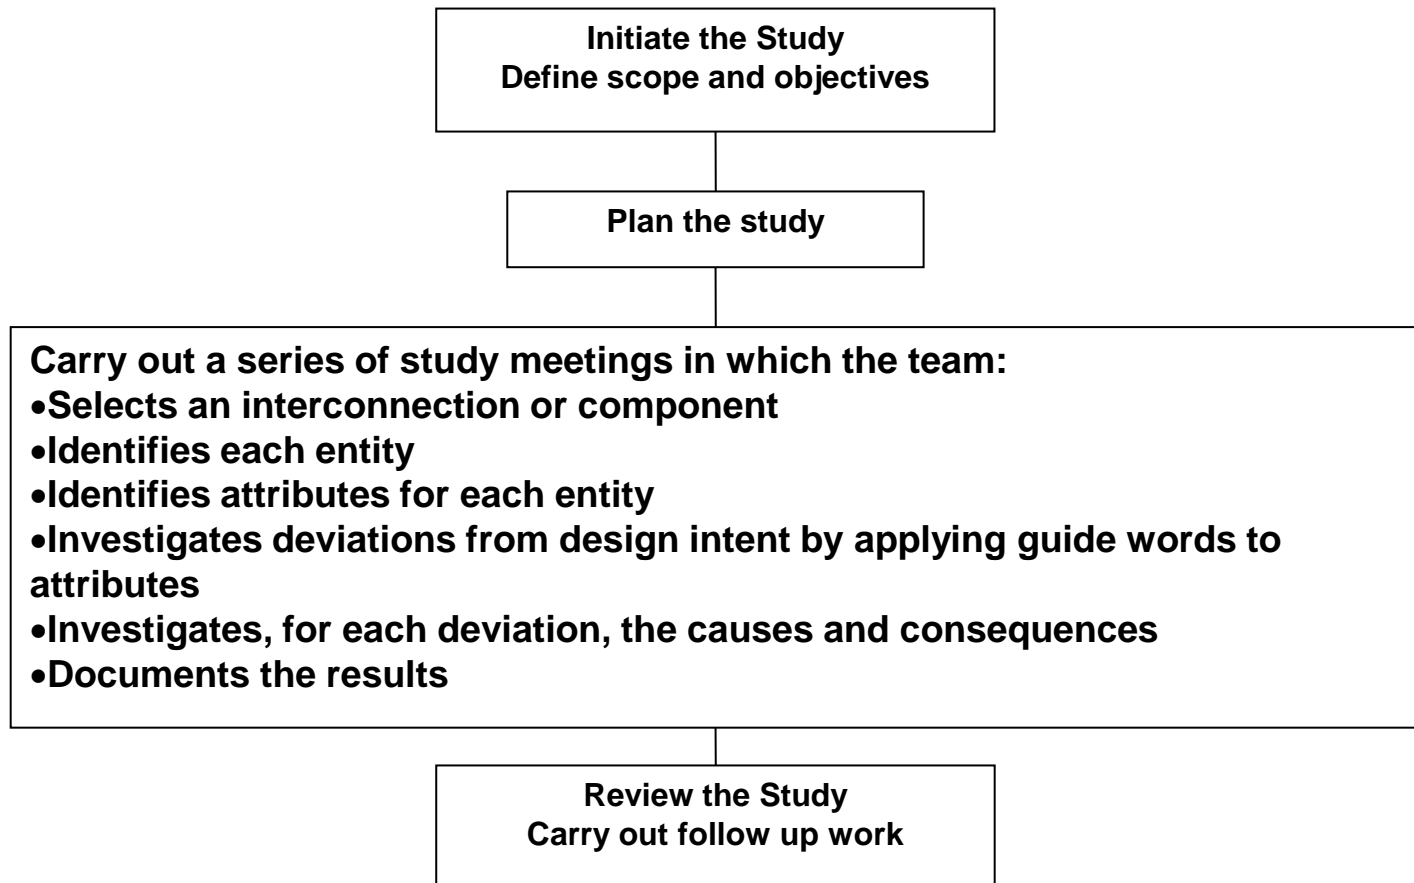 Initiate the Study
Define scope and objectives
Plan the study
Carry out a series of study meetings in which the team:
•Selects an interconnection or component
•Identifies each entity
•Identifies attributes for each entity
•Investigates deviations from design intent by applying guide words to
attributes
•Investigates, for each deviation, the causes and consequences
•Documents the results
Review the Study
Carry out follow up work